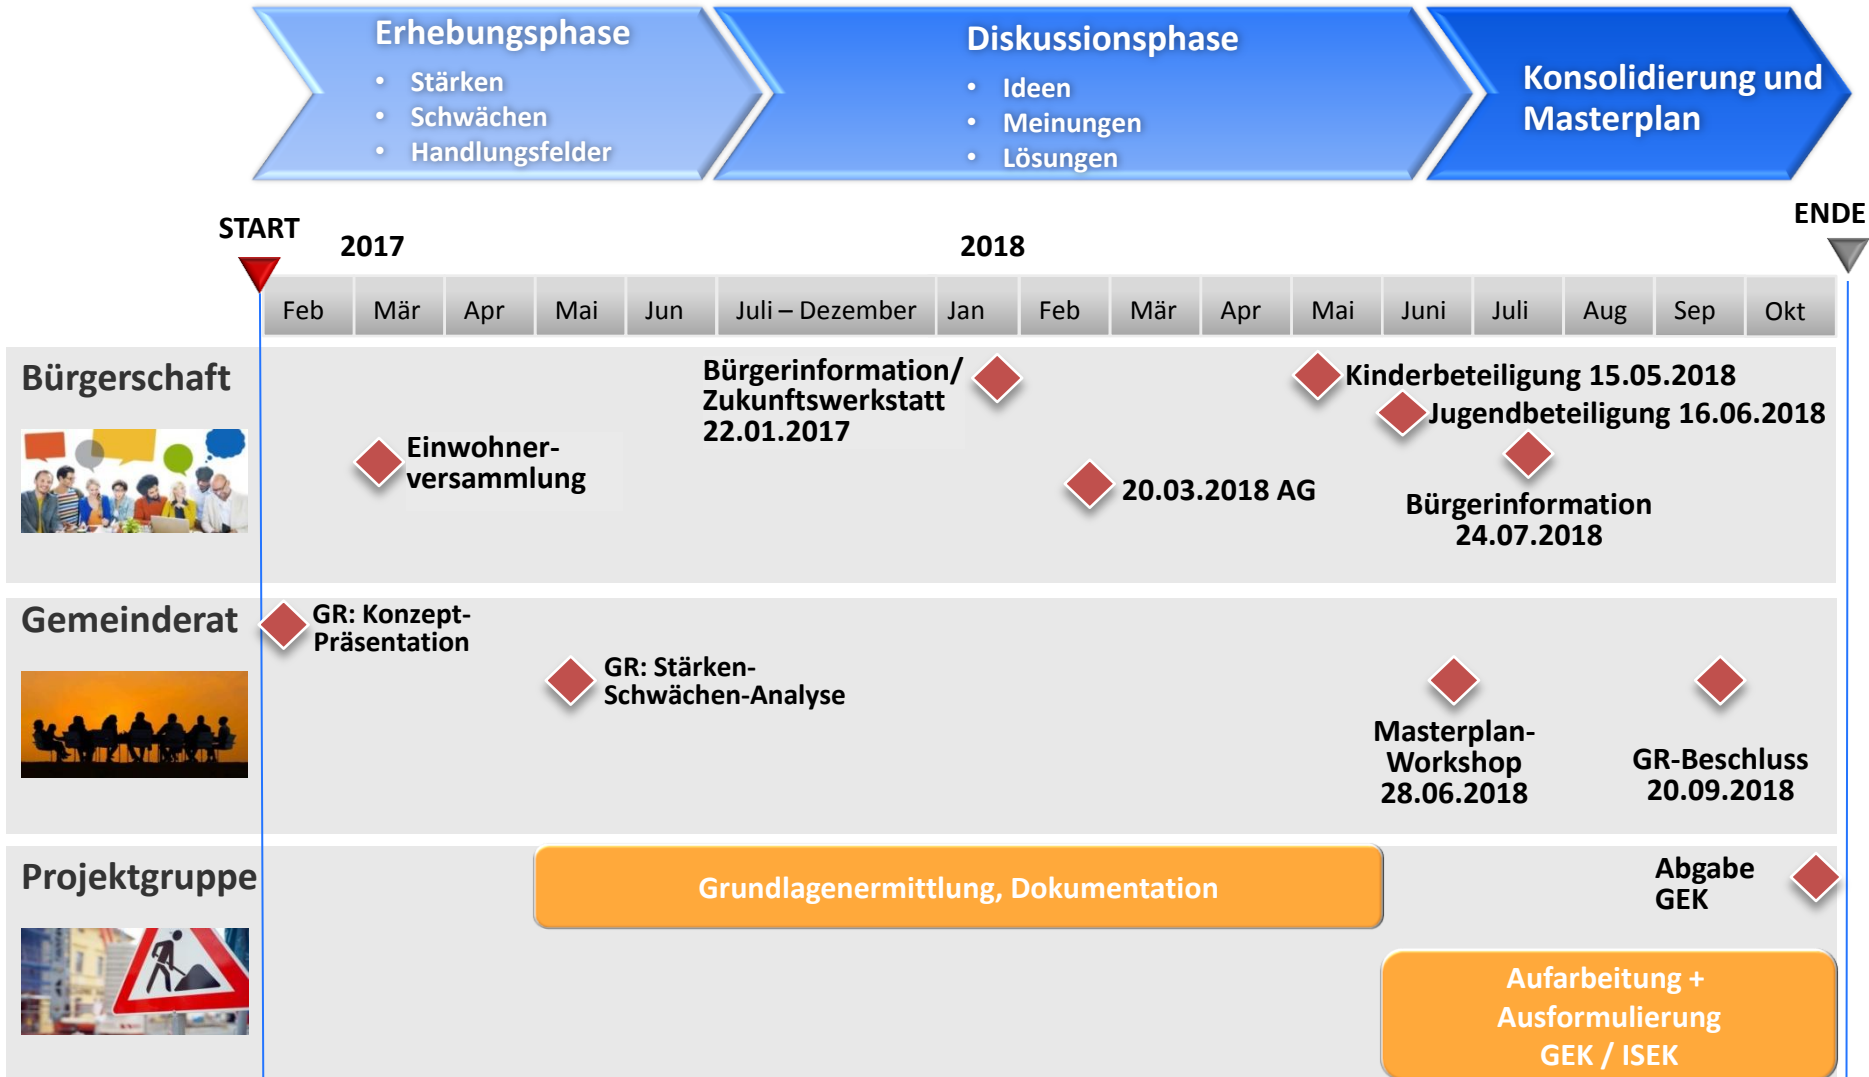 Erhebungsphase
• Stärken
• Schwächen
• Handlungsfelder
Diskussionsphase
• Ideen
• Meinungen
• Lösungen
Konsolidierung und
Masterplan
START
ENDE
2017
2018
Feb Mär Apr Mai Jun Juli – Dezember Jan Feb Mär Apr Mai Juni Juli Aug Sep Okt
Bürgerschaft
Einwohner-
versammlung
Bürgerinformation/
Zukunftswerkstatt
22.01.2017
20.03.2018 AG
Kinderbeteiligung 15.05.2018
Jugendbeteiligung 16.06.2018
Bürgerinformation
24.07.2018
Gemeinderat
GR: Konzept-
Präsentation
GR: Stärken-
Schwächen-Analyse
Masterplan-
Workshop
28.06.2018
GR-Beschluss
20.09.2018
Projektgruppe
Grundlagenermittlung, Dokumentation
Abgabe
GEK
Aufarbeitung +
Ausformulierung
GEK / ISEK